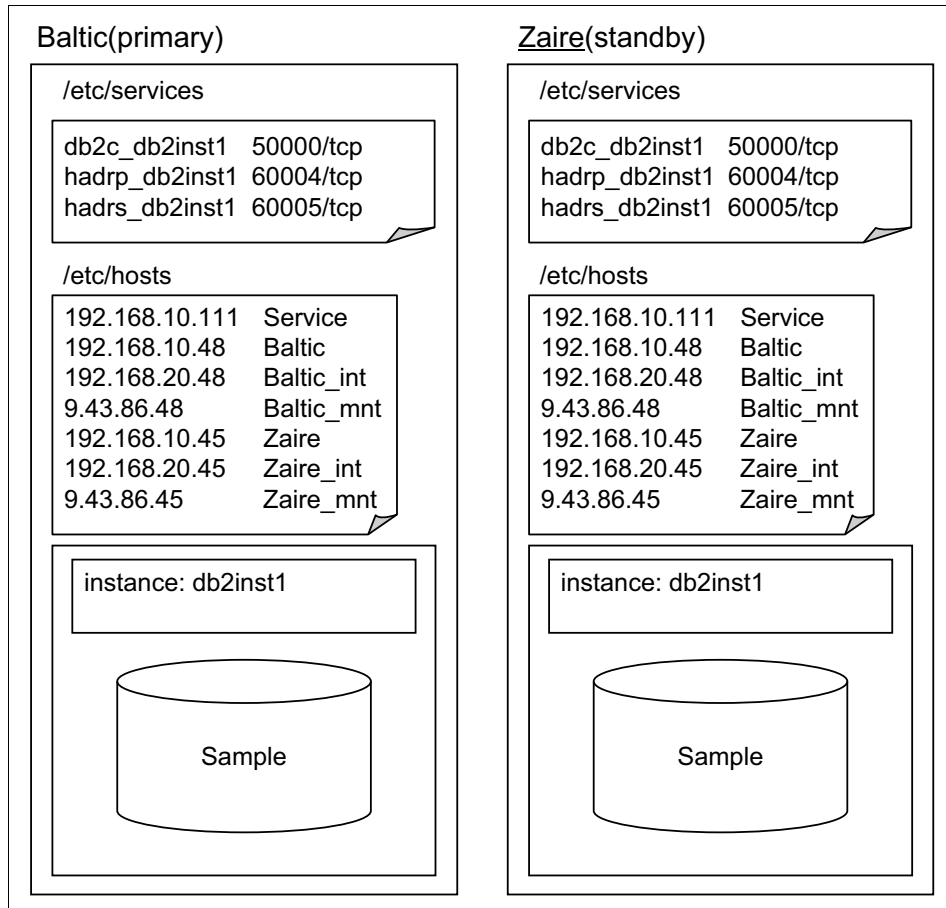 Baltic(primary)
/etc/services
db2c_db2inst1 50000/tcp
hadrp_db2inst1 60004/tcp
hadrs_db2inst1 60005/tcp
/etc/hosts
192.168.10.111 Service
192.168.10.48 Baltic
192.168.20.48 Baltic_int
9.43.86.48 Baltic_mnt
192.168.10.45 Zaire
192.168.20.45 Zaire_int
9.43.86.45 Zaire_mnt
instance: db2inst1
Sample
Zaire(standby)
/etc/services
db2c_db2inst1 50000/tcp
hadrp_db2inst1 60004/tcp
hadrs_db2inst1 60005/tcp
/etc/hosts
192.168.10.111 Service
192.168.10.48 Baltic
192.168.20.48 Baltic_int
9.43.86.48 Baltic_mnt
192.168.10.45 Zaire
192.168.20.45 Zaire_int
9.43.86.45 Zaire_mnt
instance: db2inst1
Sample